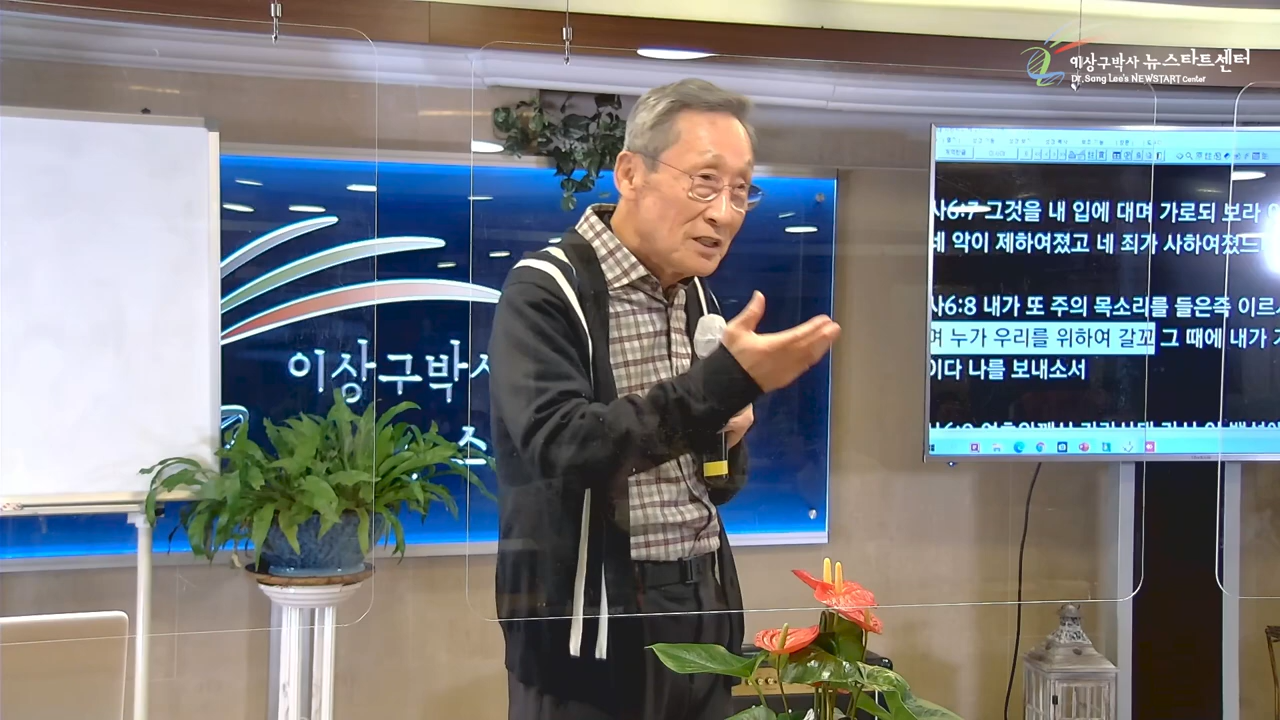 이상구박사 뉴스타트센터
Dr. Sang Lee's NEWSTART Center
사6:7 그것을 내 입에 대며 가로되 보라
네 악이 제하여졌고 네 죄가 사하여졌느
사6:8 내가 또 주의 목소리를 들은즉 이르
며 누가 우리를 위하여 갈꼬 그 때에 내가
이다 나를 보내소서
이상구박사
스